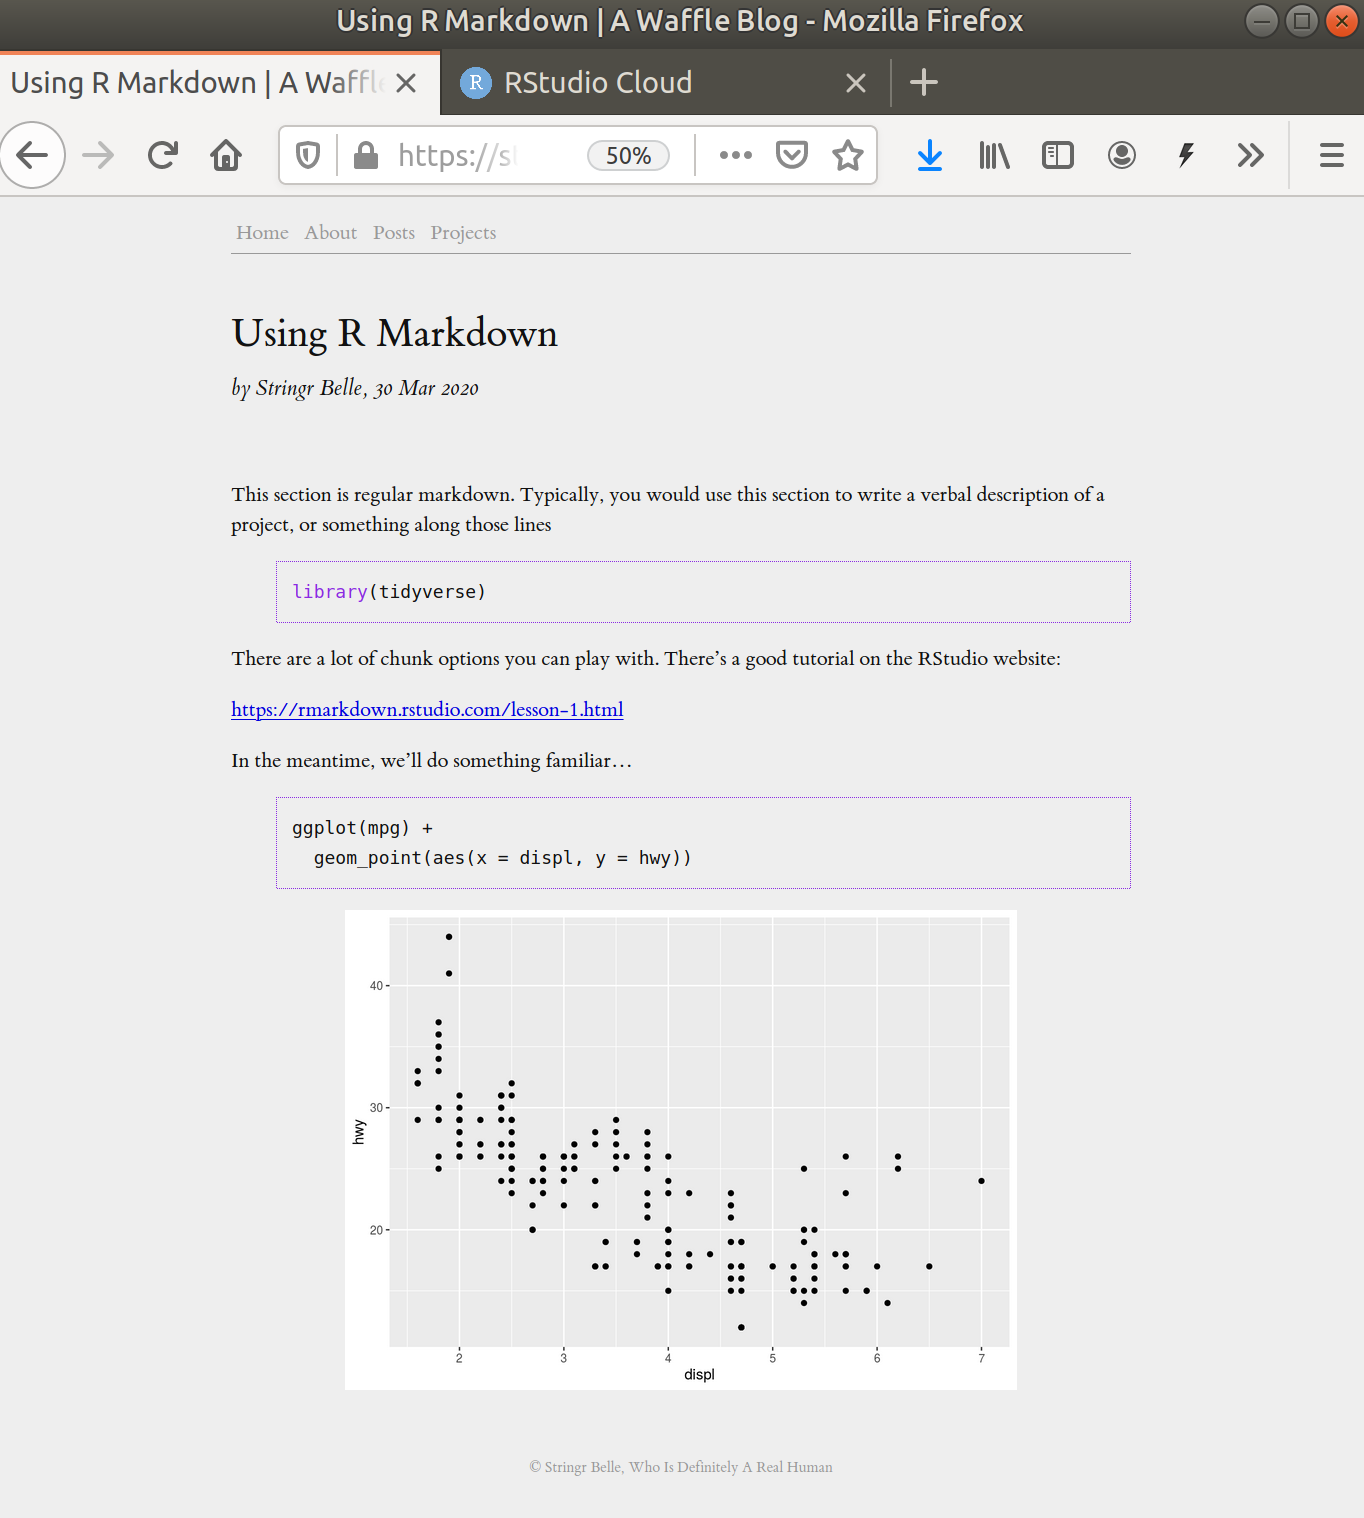 Using R Markdown | A Waffle Blog - Mozilla Firefox
Using R Markdown | A Waffle
R RStudio Cloud
https://s 50%
Home About Posts Projects
Using R Markdown
by Stringr Belle, 30 Mar 2020
This section is regular markdown. Typically, you would use this section to write a verbal description of a
project, or something along those lines
library(tidyverse)
There are a lot of chunk options you can play with. There’s a good tutorial on the RStudio website:
https://rmarkdown.rstudio.com/lesson-1.html
In the meantime, we’ll do something familiar…
ggplot(mpg) +
  geom_point(aes(x = displ, y = hwy))
40
30
hwy
20
2 3 4 5 6 7
displ
© Stringr Belle, Who Is Definitely A Real Human